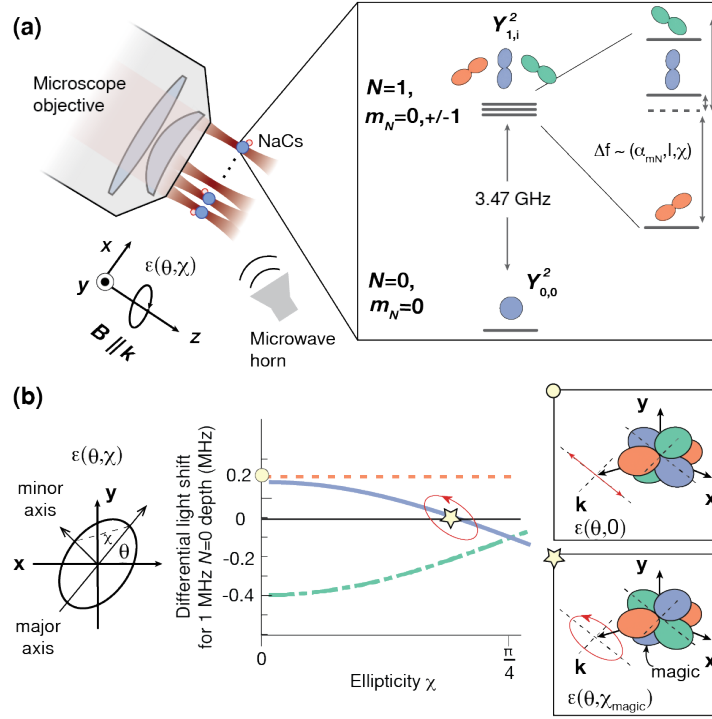 (a)
Microscope
objective
NaCs
x
y
z
ε(θ,χ)
B // k
Microwave
horn
Y²₁,ᵢ
N=1,
m_N=0,+/-1
3.47 GHz
Δf ~ (α_mN,I,χ)
N=0,
m_N=0
Y²₀,₀
(b)
ε(θ,χ)
minor
axis
y
χ
θ
x
major
axis
Differential light shift
for 1 MHz N=0 depth (MHz)
0.2
0
-0.2
-0.4
0
π
4
Ellipticity χ
y
k
x
ε(θ,0)
y
k
x
magic
ε(θ,χ_magic)